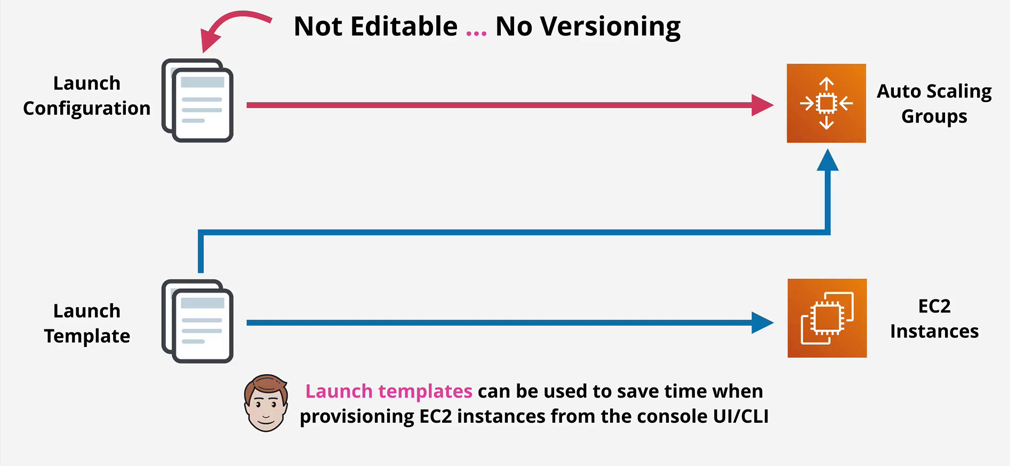 Not Editable ... No Versioning
Launch
Configuration
Auto Scaling
Groups
Launch
Template
EC2
Instances
Launch templates can be used to save time when
provisioning EC2 instances from the console UI/CLI